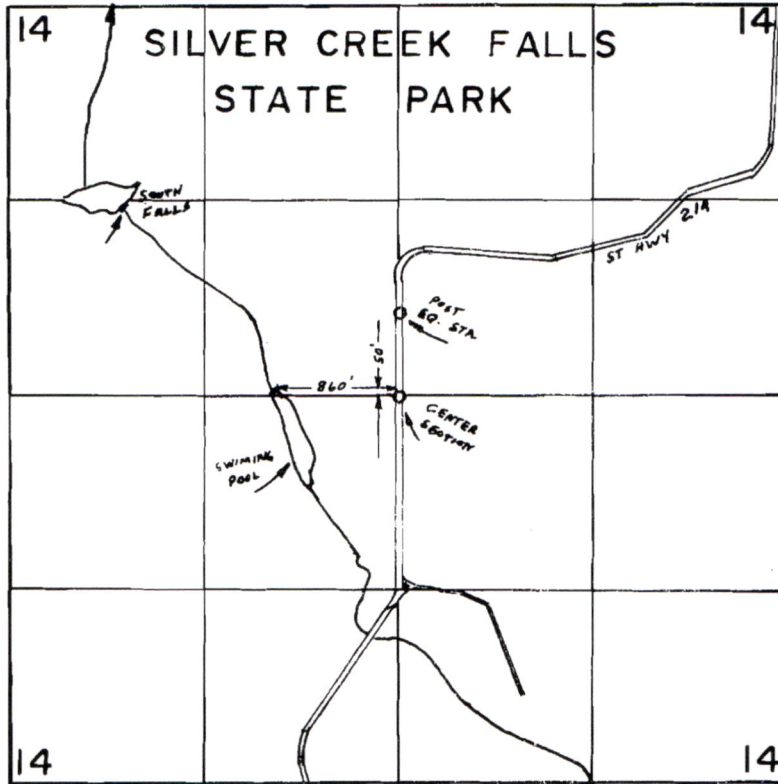 14
14
SILVER CREEK FALLS
STATE PARK
SOUTH
FALLS
ST HWY 214
POST
EQ. STA.
50'
860'
CENTER
SECTION
SWIMING
POOL
14
14